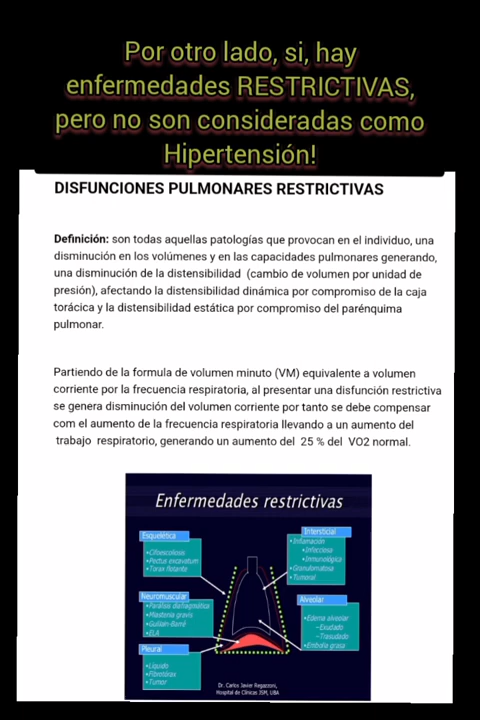 Por otro lado, si, hay
enfermedades RESTRICTIVAS,
pero no son consideradas como
Hipertensión!
DISFUNCIONES PULMONARES RESTRICTIVAS
Definición: son todas aquellas patologías que provocan en el individuo, una
disminución en los volúmenes y en las capacidades pulmonares generando,
una disminución de la distensibilidad (cambio de volumen por unidad de
presión), afectando la distensibilidad dinámica por compromiso de la caja
torácica y la distensibilidad estática por compromiso del parénquima
pulmonar.
Partiendo de la formula de volumen minuto (VM) equivalente a volumen
corriente por la frecuencia respiratoria, al presentar una disfunción restrictiva
se genera disminución del volumen corriente por tanto se debe compensar
com el aumento de la frecuencia respiratoria llevando a un aumento del
trabajo respiratorio, generando un aumento del 25 % del VO2 normal.
Enfermedades restrictivas
Esquelética
•Cifoescoliosis
•Pectus excavatum
•Torax flotante
Neuromuscular
•Parálisis diafragmática
•Miastenia gravis
•Guillain-Barré
•ELA
Pleural
•Líquido
•Fibrotórax
•Tumor
Intersticial
•Inflamación
•Infecciosa
•Inmunológica
•Granulomatosa
•Tumoral
Alveolar
•Edema alveolar
–Exudado
–Trasudado
•Embolia grasa
Dr. Carlos Javier Regazzoni,
Hospital de Clínicas JSM, UBA